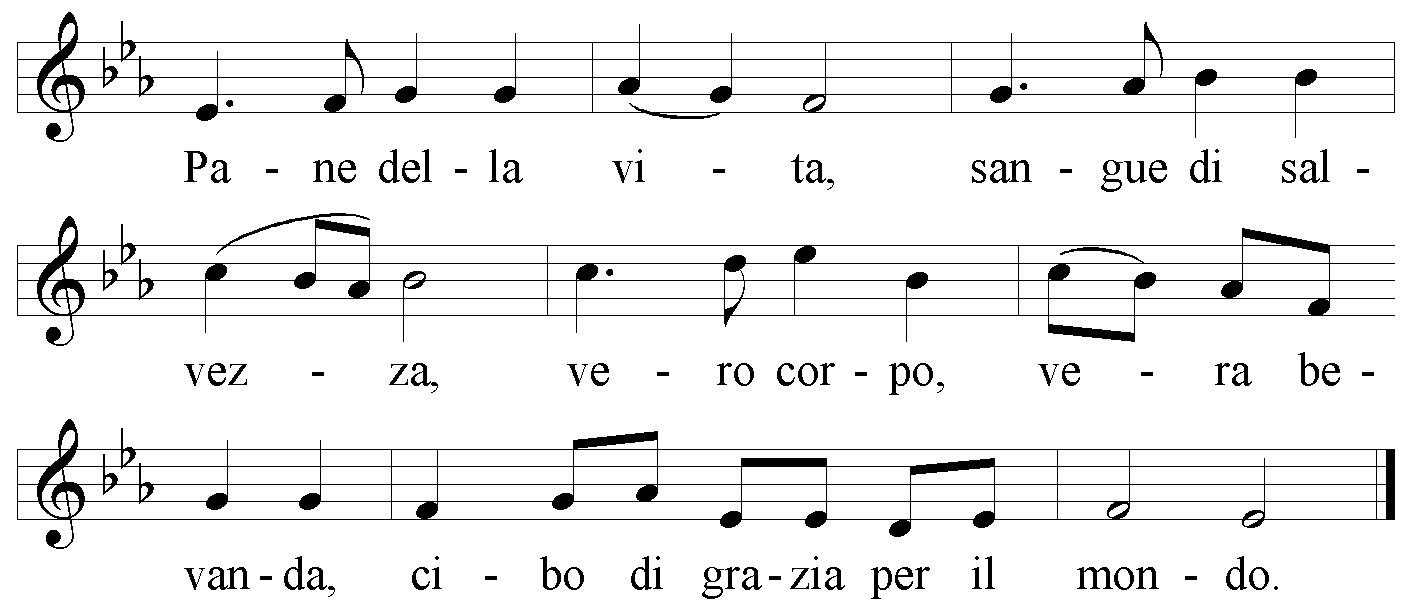 Pa - ne del - la vi - ta, san - gue di sal -
vez - za, ve - ro cor - po, ve - ra be -
van - da, ci - bo di gra - zia per il mon - do.